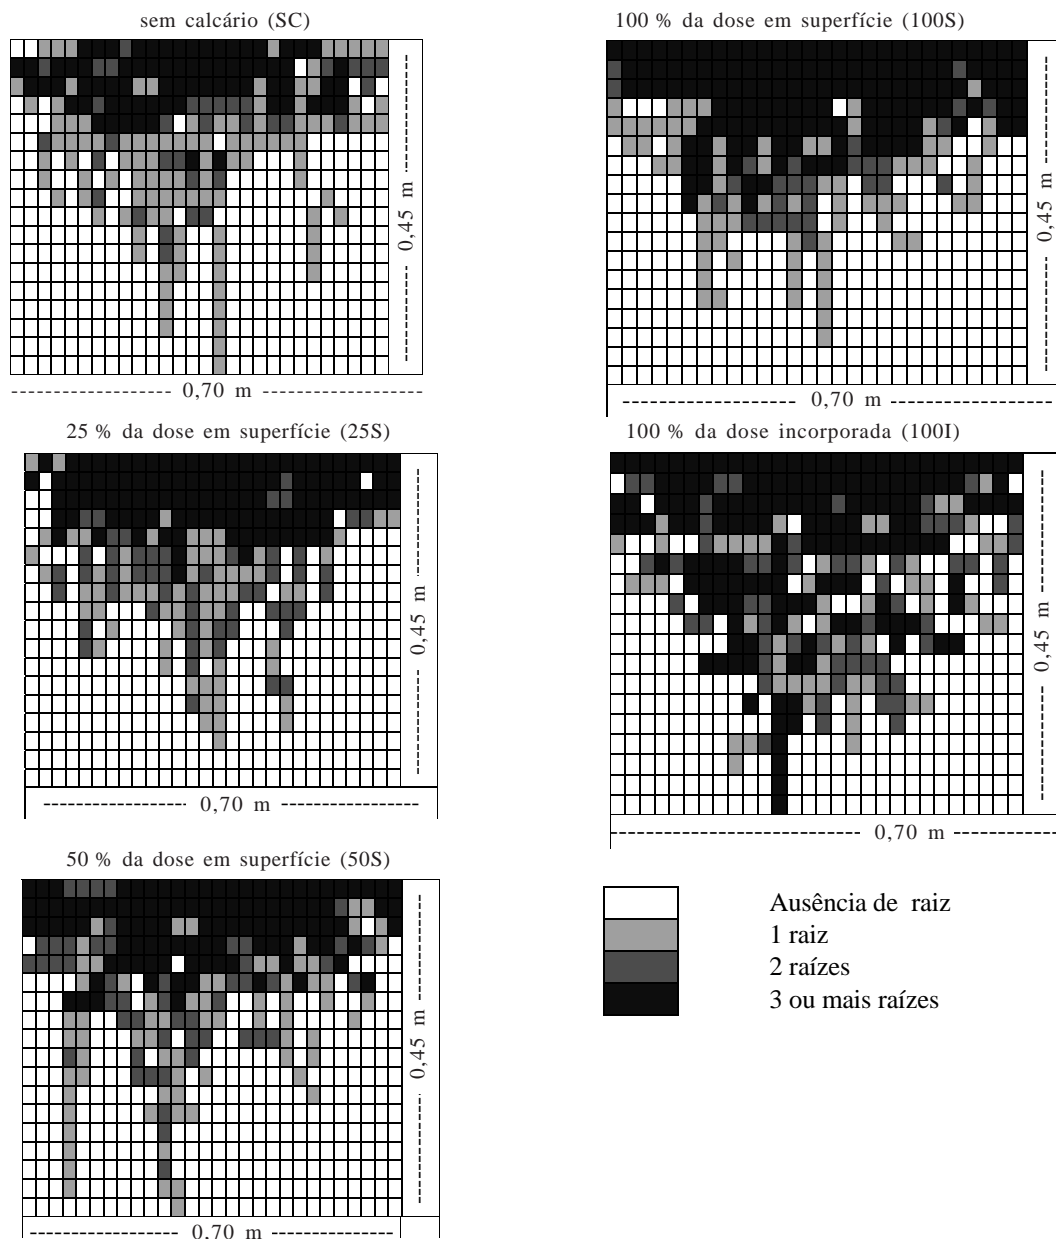 sem calcário (SC)
0,45 m
0,70 m
100 % da dose em superfície (100S)
0,45 m
0,70 m
25 % da dose em superfície (25S)
0,45 m
0,70 m
100 % da dose incorporada (100I)
0,45 m
0,70 m
50 % da dose em superfície (50S)
0,45 m
0,70 m
Ausência de raiz
1 raiz
2 raízes
3 ou mais raízes